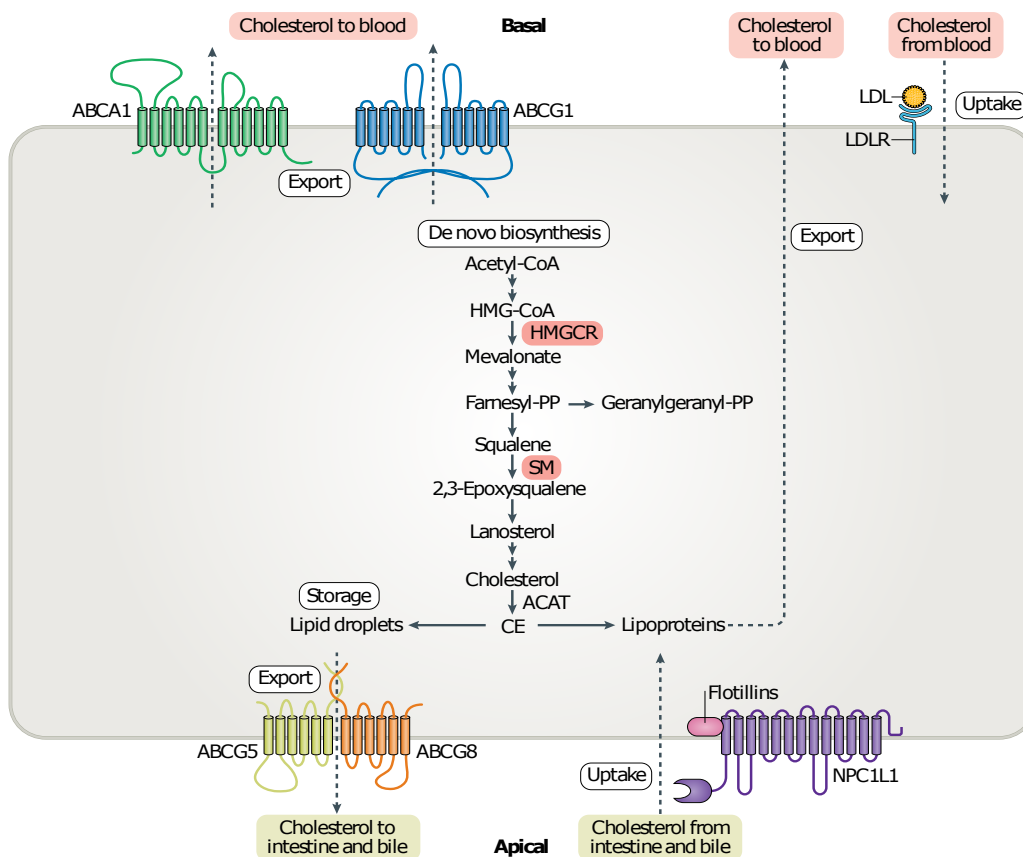 Cholesterol to blood
Basal
Cholesterol
to blood
Cholesterol
from blood
ABCA1
ABCG1
LDL
Uptake
LDLR
Export
De novo biosynthesis
Export
Acetyl-CoA
HMG-CoA
HMGCR
Mevalonate
Farnesyl-PP
Geranylgeranyl-PP
Squalene
SM
2,3-Epoxysqualene
Lanosterol
Cholesterol
Storage
ACAT
Lipid droplets
CE
Lipoproteins
Export
Flotillins
ABCG5
ABCG8
Uptake
NPC1L1
Cholesterol to
intestine and bile
Apical
Cholesterol from
intestine and bile